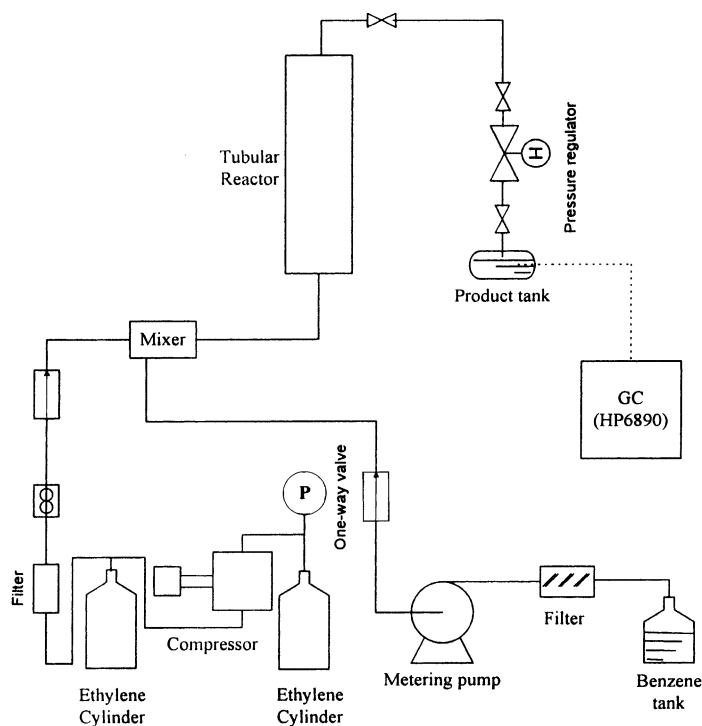 Tubular
Reactor
H
Pressure regulator
Product tank
Mixer
GC
(HP6890)
One-way valve
P
Filter
Compressor
Filter
Metering pump
Benzene
tank
Ethylene
Cylinder
Ethylene
Cylinder